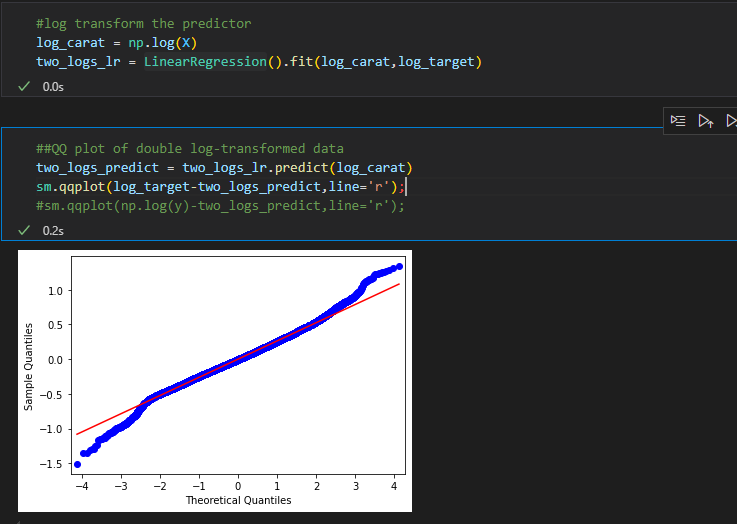 #log transform the predictor
log_carat = np.log(X)
two_logs_lr = LinearRegression().fit(log_carat,log_target)
0.0s
##QQ plot of double log-transformed data
two_logs_predict = two_logs_lr.predict(log_carat)
sm.qqplot(log_target-two_logs_predict,line='r');
#sm.qqplot(np.log(y)-two_logs_predict,line='r');
0.2s
1.0
0.5
0.0
−0.5
−1.0
−1.5
Sample Quantiles
−4 −3 −2 −1 0 1 2 3 4
Theoretical Quantiles